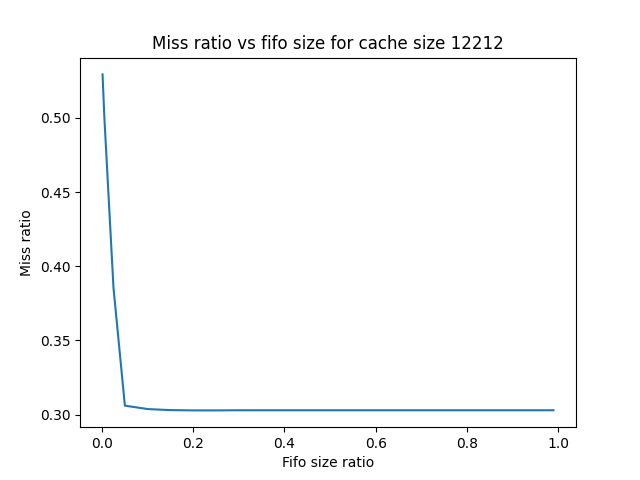 Miss ratio vs fifo size for cache size 12212
0.50
0.45
0.40
0.35
0.30
Miss ratio
0.0 0.2 0.4 0.6 0.8 1.0
Fifo size ratio